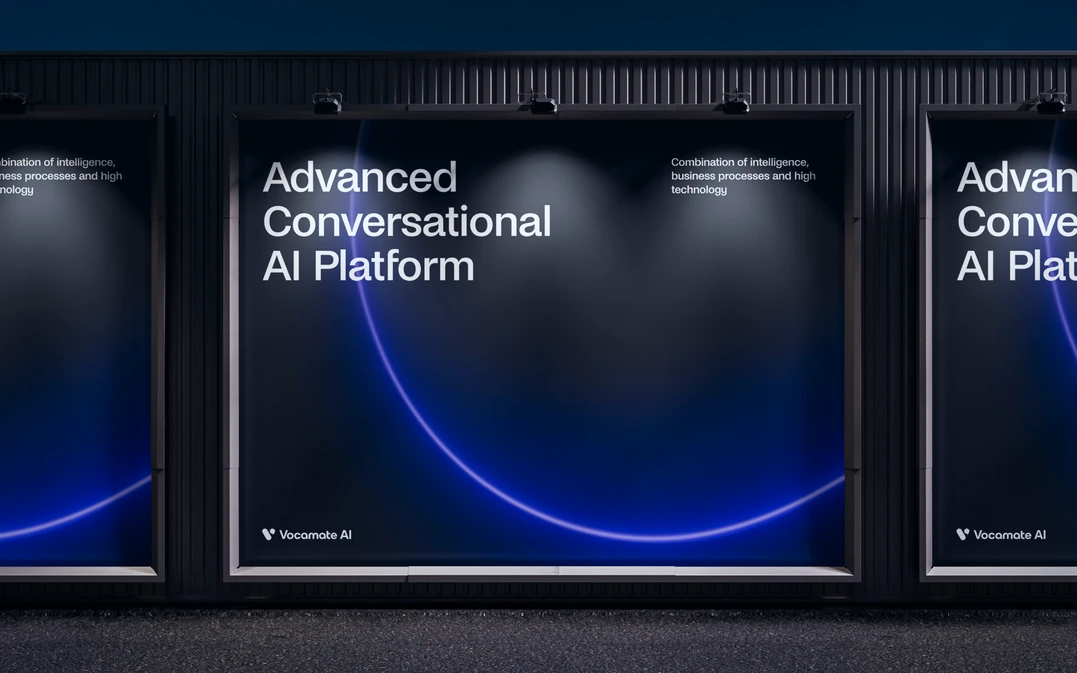 bination of intelligence,
ness processes and high
nology
Advanced
Conversational
AI Platform
Combination of intelligence,
business processes and high
technology
Vocamate AI
Advan
Conve
AI Plat
Vocamate AI